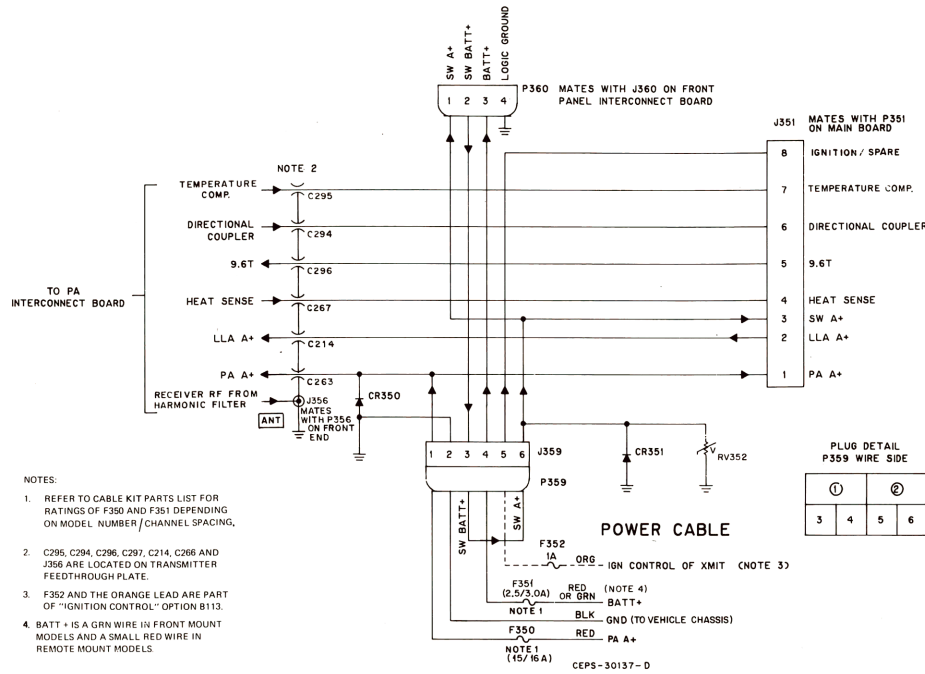 SW A+
SW BATT+
BATT+
LOGIC GROUND
1 2 3 4
P360 MATES WITH J360 ON FRONT
PANEL INTERCONNECT BOARD
J351 MATES WITH P351
ON MAIN BOARD
8 IGNITION / SPARE
NOTE 2
TEMPERATURE
COMP.
C295
7 TEMPERATURE COMP.
DIRECTIONAL
COUPLER
C294
6 DIRECTIONAL COUPLER
9.6T
C296
5 9.6T
TO PA
INTERCONNECT BOARD
HEAT SENSE
C267
4 HEAT SENSE
3 SW A+
LLA A+
C214
2 LLA A+
PA A+
C263
1 PA A+
RECEIVER RF FROM
HARMONIC FILTER
J356
MATES
WITH P356
ON FRONT
END
ANT
CR350
1 2 3 4 5 6
J359
P359
CR351
V
RV352
PLUG DETAIL
P359 WIRE SIDE
1 2
3 4 5 6
SW BATT+
SW A+
POWER CABLE
F352
1A
ORG
IGN CONTROL OF XMIT (NOTE 3)
F351
(2.5/3.0A)
NOTE 1
RED
OR GRN
(NOTE 4)
BATT+
BLK
GND (TO VEHICLE CHASSIS)
F350
NOTE 1
(15/16A)
RED
PA A+
CEPS-30137-D
NOTES:
1. REFER TO CABLE KIT PARTS LIST FOR
RATINGS OF F350 AND F351 DEPENDING
ON MODEL NUMBER / CHANNEL SPACING,
2. C295, C294, C296, C297, C214, C266 AND
J356 ARE LOCATED ON TRANSMITTER
FEEDTHROUGH PLATE.
3. F352 AND THE ORANGE LEAD ARE PART
OF "IGNITION CONTROL" OPTION B113.
4. BATT + IS A GRN WIRE IN FRONT MOUNT
MODELS AND A SMALL RED WIRE IN
REMOTE MOUNT MODELS.